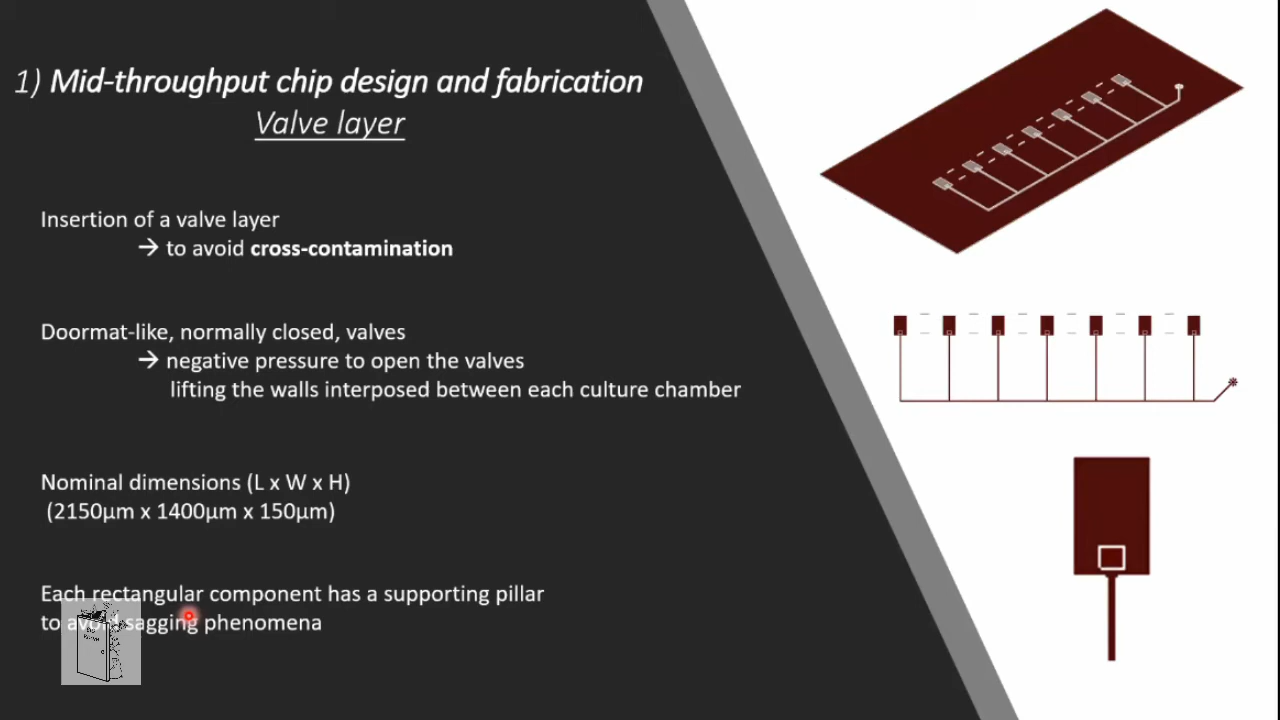 1) Mid-throughput chip design and fabrication
Valve layer
Insertion of a valve layer
→ to avoid cross-contamination
Doormat-like, normally closed, valves
→ negative pressure to open the valves
lifting the walls interposed between each culture chamber
Nominal dimensions (L x W x H)
(2150µm x 1400µm x 150µm)
Each rectangular component has a supporting pillar
to avoid sagging phenomena